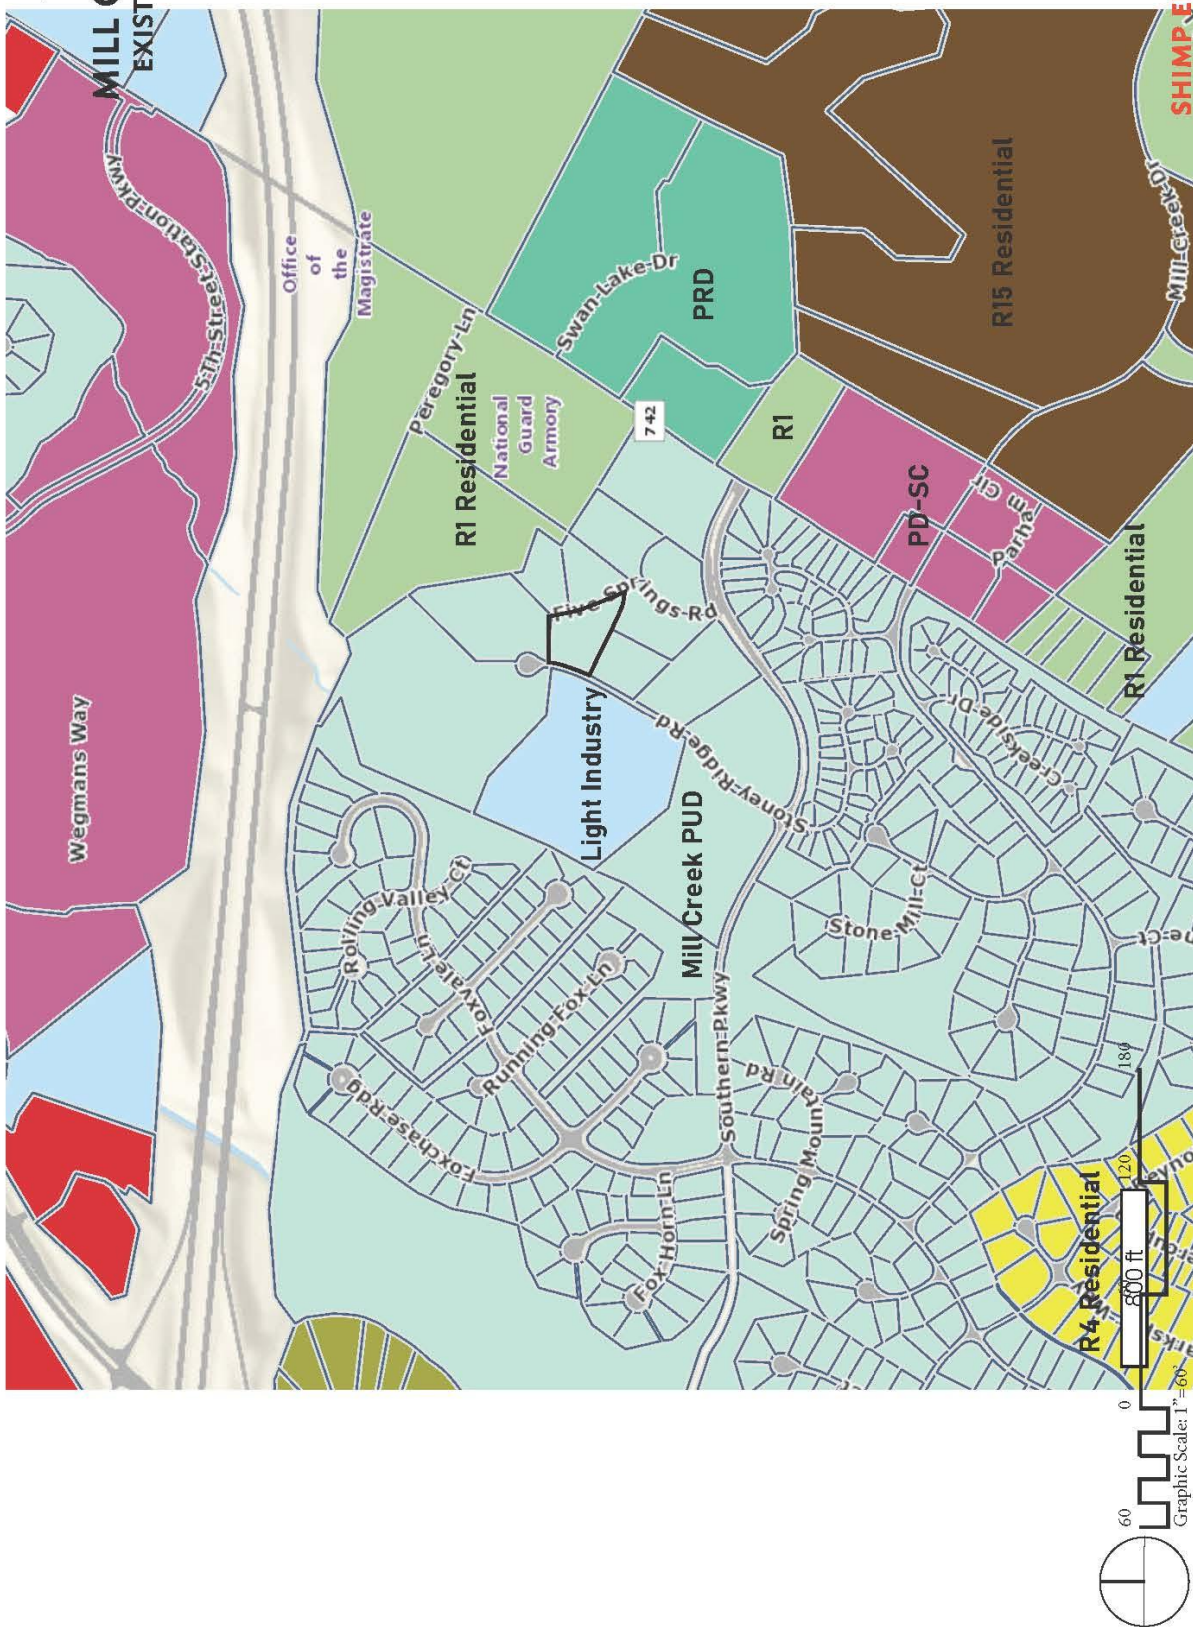 MILL C
EXIST
SHIMP E
Wegmans Way
5Th-Street-Station-Pkwy
Office
of
the
Magistrate
Peregory-Ln
R1 Residential
National
Guard
Armory
742
Swan-Lake-Dr
PRD
R1
R15 Residential
Mill-Creek-Dr
PD-SC
Parham Cir
R1 Residential
Five Springs-Rd
Light Industry
Stoney-Ridge-Rd
Mill Creek PUD
Creekside-Dr
Stone-Mill-Ct
ne-Ct
Rolling Valley-Ct
Foxvale-Ln
Running-Fox-Ln
Foxchase-Rdg
Fox-Horn-Ln
Southern-Pkwy
Spring Mountain Rd
R4 Residential
800 ft
60
0
120
180
Graphic Scale: 1"=60'